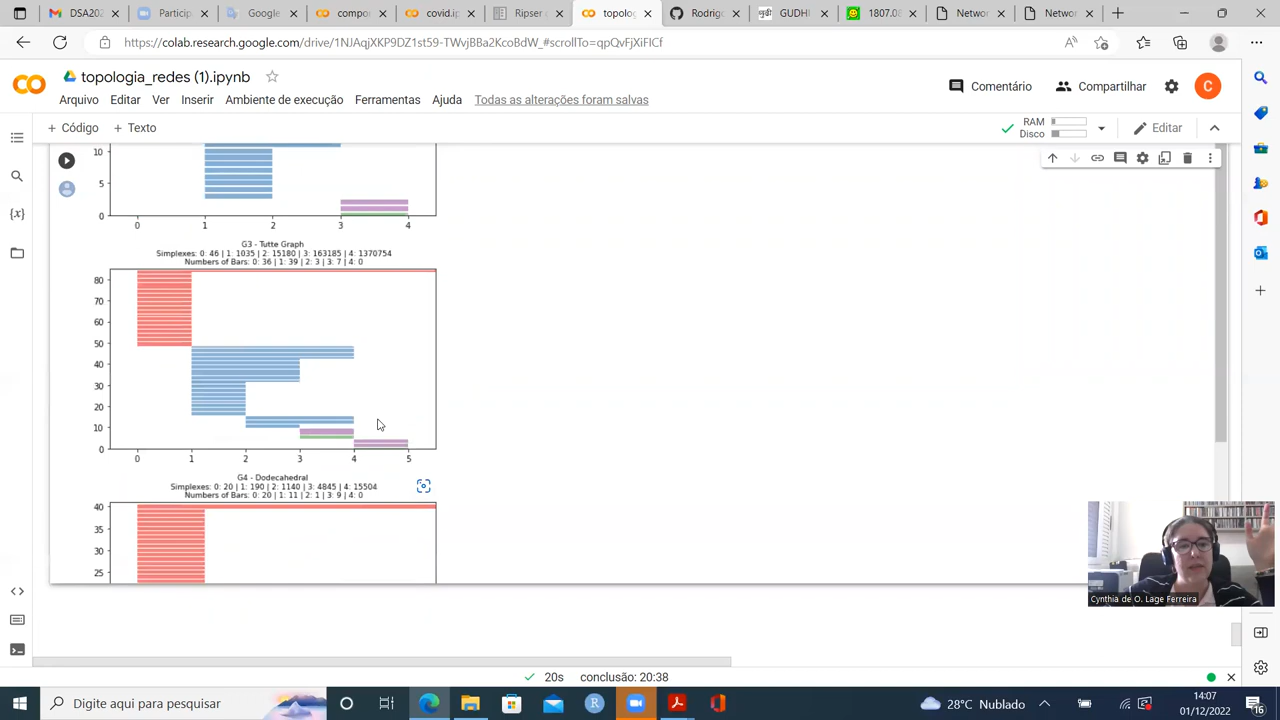 DSA202
Particip
Google
compor
covid.ip
Ripser
topolog
Rodrigo
GUDHI
1807.08
Network
Network
https://colab.research.google.com/drive/1NJAqjXKP9DZ1st59-TWvjBBa2KcoBdW_#scrollTo=qpQvFjXiFICf
topologia_redes (1).ipynb
Comentário
Compartilhar
C
Arquivo Editar Ver Inserir Ambiente de execução Ferramentas Ajuda Todas as alterações foram salvas
+ Código + Texto
RAM
Disco
Editar
10
5
0
0 1 2 3 4
G3 - Tutte Graph
Simplexes: 0: 46 | 1: 1035 | 2: 15180 | 3: 163185 | 4: 1370754
Numbers of Bars: 0: 36 | 1: 39 | 2: 3 | 3: 7 | 4: 0
80
70
60
50
40
30
20
10
0
0 1 2 3 4 5
G4 - Dodecahedral
Simplexes: 0: 20 | 1: 190 | 2: 1140 | 3: 4845 | 4: 15504
Numbers of Bars: 0: 20 | 1: 11 | 2: 1 | 3: 9 | 4: 0
40
35
30
25
Cynthia de O. Lage Ferreira
20s conclusão: 20:38
Digite aqui para pesquisar
28°C Nublado
14:07
01/12/2022
16